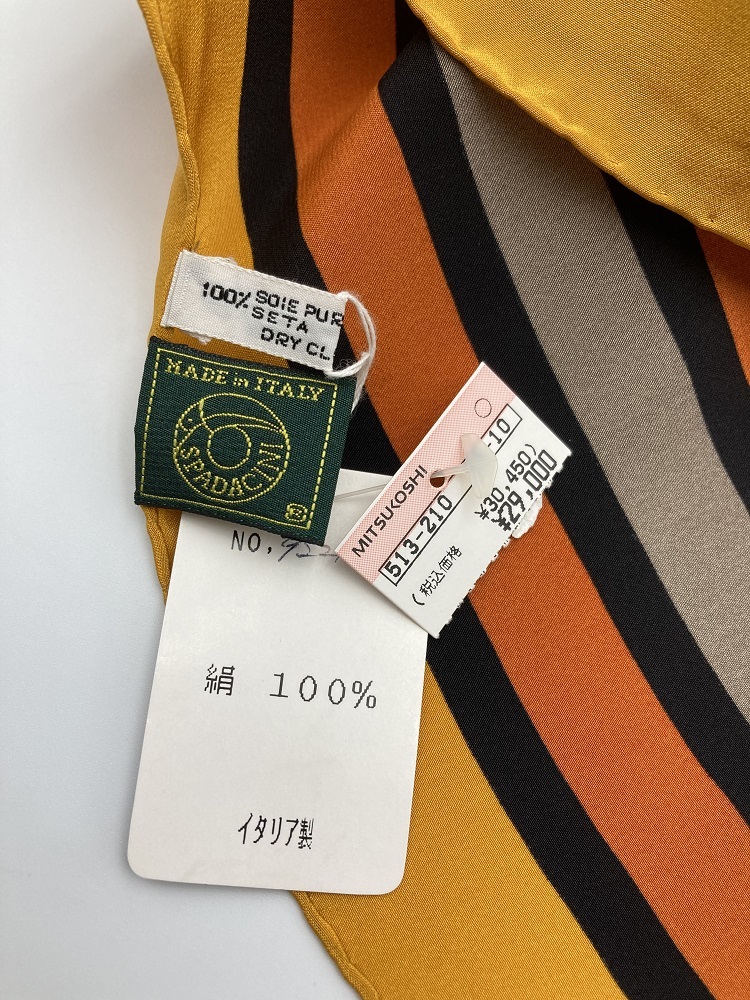 100% SOIE PUR
SETA
DRY CL
MADE in ITALY
SPADACINI
®
MITSUKOSHI
513-210
-10
(税込価格
¥30,450)
¥29,000
NO.
絹 100%
イタリア製